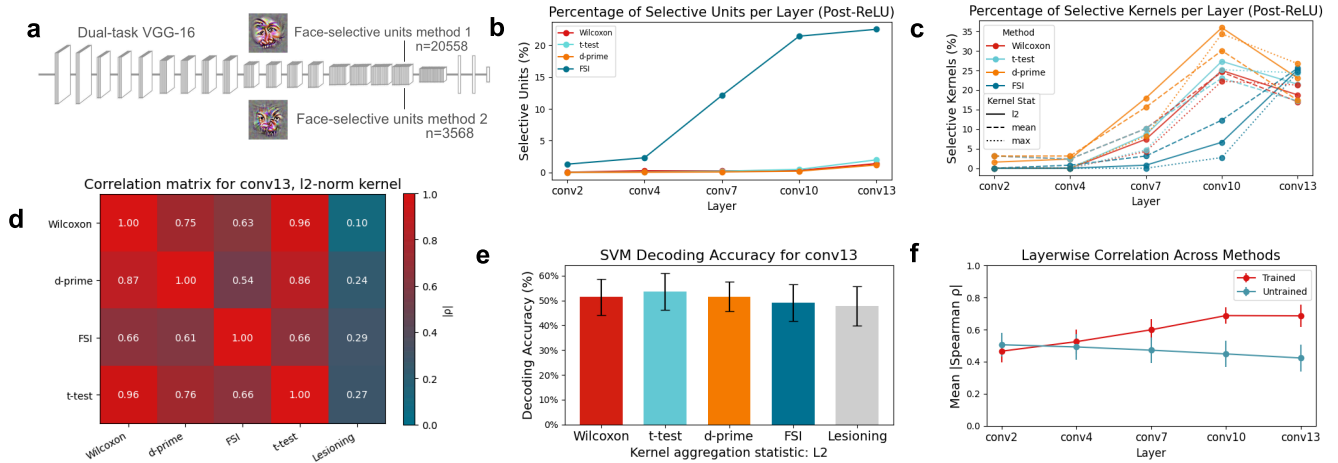 a
Dual-task VGG-16
Face-selective units method 1
n=20558
Face-selective units method 2
n=3568
b
Percentage of Selective Units per Layer (Post-ReLU)
Selective Units (%)
20
15
10
5
0
Wilcoxon
t-test
d-prime
FSI
conv2
conv4
conv7
conv10
conv13
Layer
c
Percentage of Selective Kernels per Layer (Post-ReLU)
Selective Kernels (%)
35
30
25
20
15
10
5
0
Method
Wilcoxon
t-test
d-prime
FSI
Kernel Stat
l2
mean
max
conv2
conv4
conv7
conv10
conv13
Layer
d
Correlation matrix for conv13, l2-norm kernel
Wilcoxon
1.00
0.75
0.63
0.96
0.10
d-prime
0.87
1.00
0.54
0.86
0.24
FSI
0.66
0.61
1.00
0.66
0.29
t-test
0.96
0.76
0.66
1.00
0.27
Wilcoxon
d-prime
FSI
t-test
Lesioning
1.0
0.8
0.6
0.4
0.2
0.0
|ρ|
e
SVM Decoding Accuracy for conv13
Decoding Accuracy (%)
60%
50%
40%
30%
20%
10%
0%
Wilcoxon
t-test
d-prime
FSI
Lesioning
Kernel aggregation statistic: L2
f
Layerwise Correlation Across Methods
Mean |Spearman ρ|
1.0
0.8
0.6
0.4
0.2
0.0
Trained
Untrained
conv2
conv4
conv7
conv10
conv13
Layer